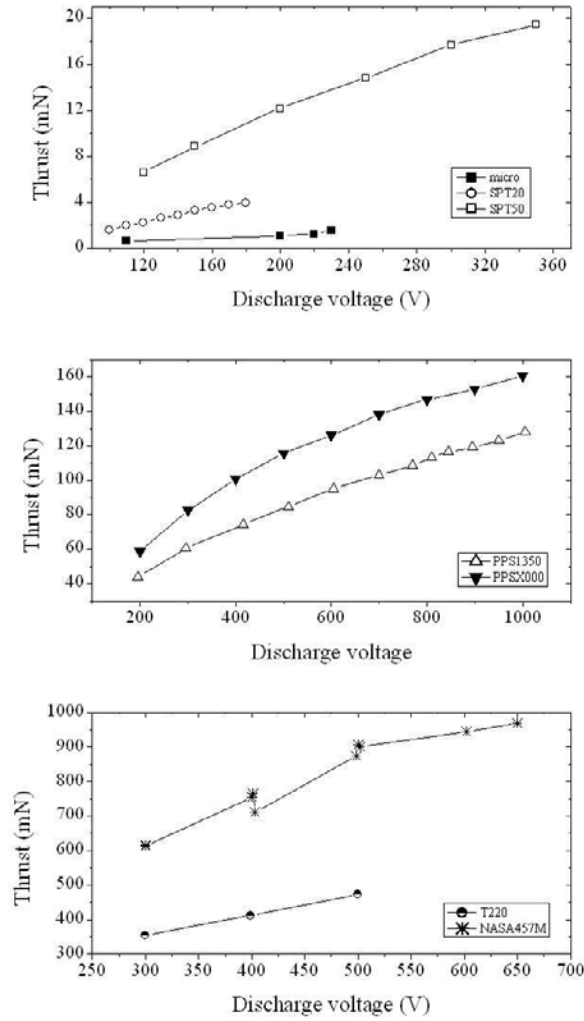 20
16
12
8
4
0
Thrust (mN)
micro
SPT20
SPT50
120 160 200 240 280 320 360
Discharge voltage (V)
160
140
120
100
80
60
40
Thrust (mN)
PPS1350
PPSX000
200 400 600 800 1000
Discharge voltage
1000
900
800
700
600
500
400
300
Thrust (mN)
T220
NASA457M
250 300 350 400 450 500 550 600 650 700
Discharge voltage (V)